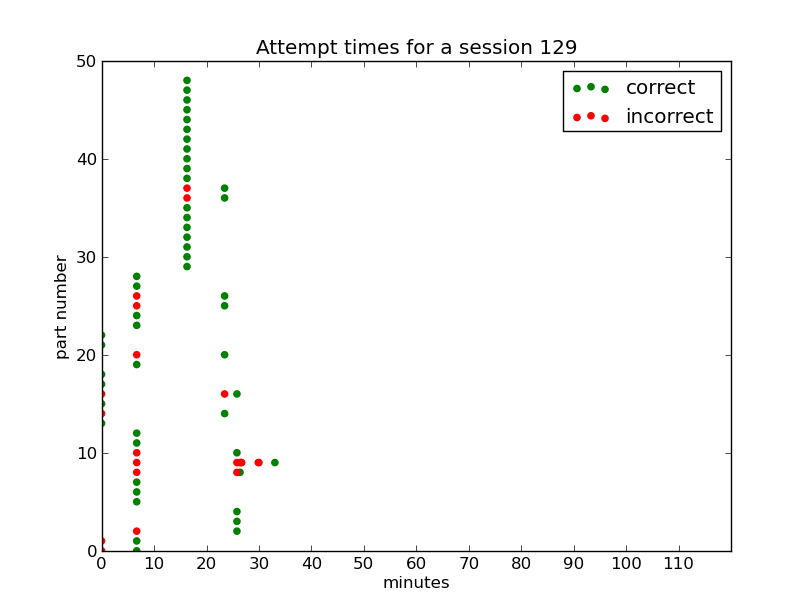 Attempt times for a session 129
correct
incorrect
50
40
30
20
10
0
part number
0 10 20 30 40 50 60 70 80 90 100 110
minutes